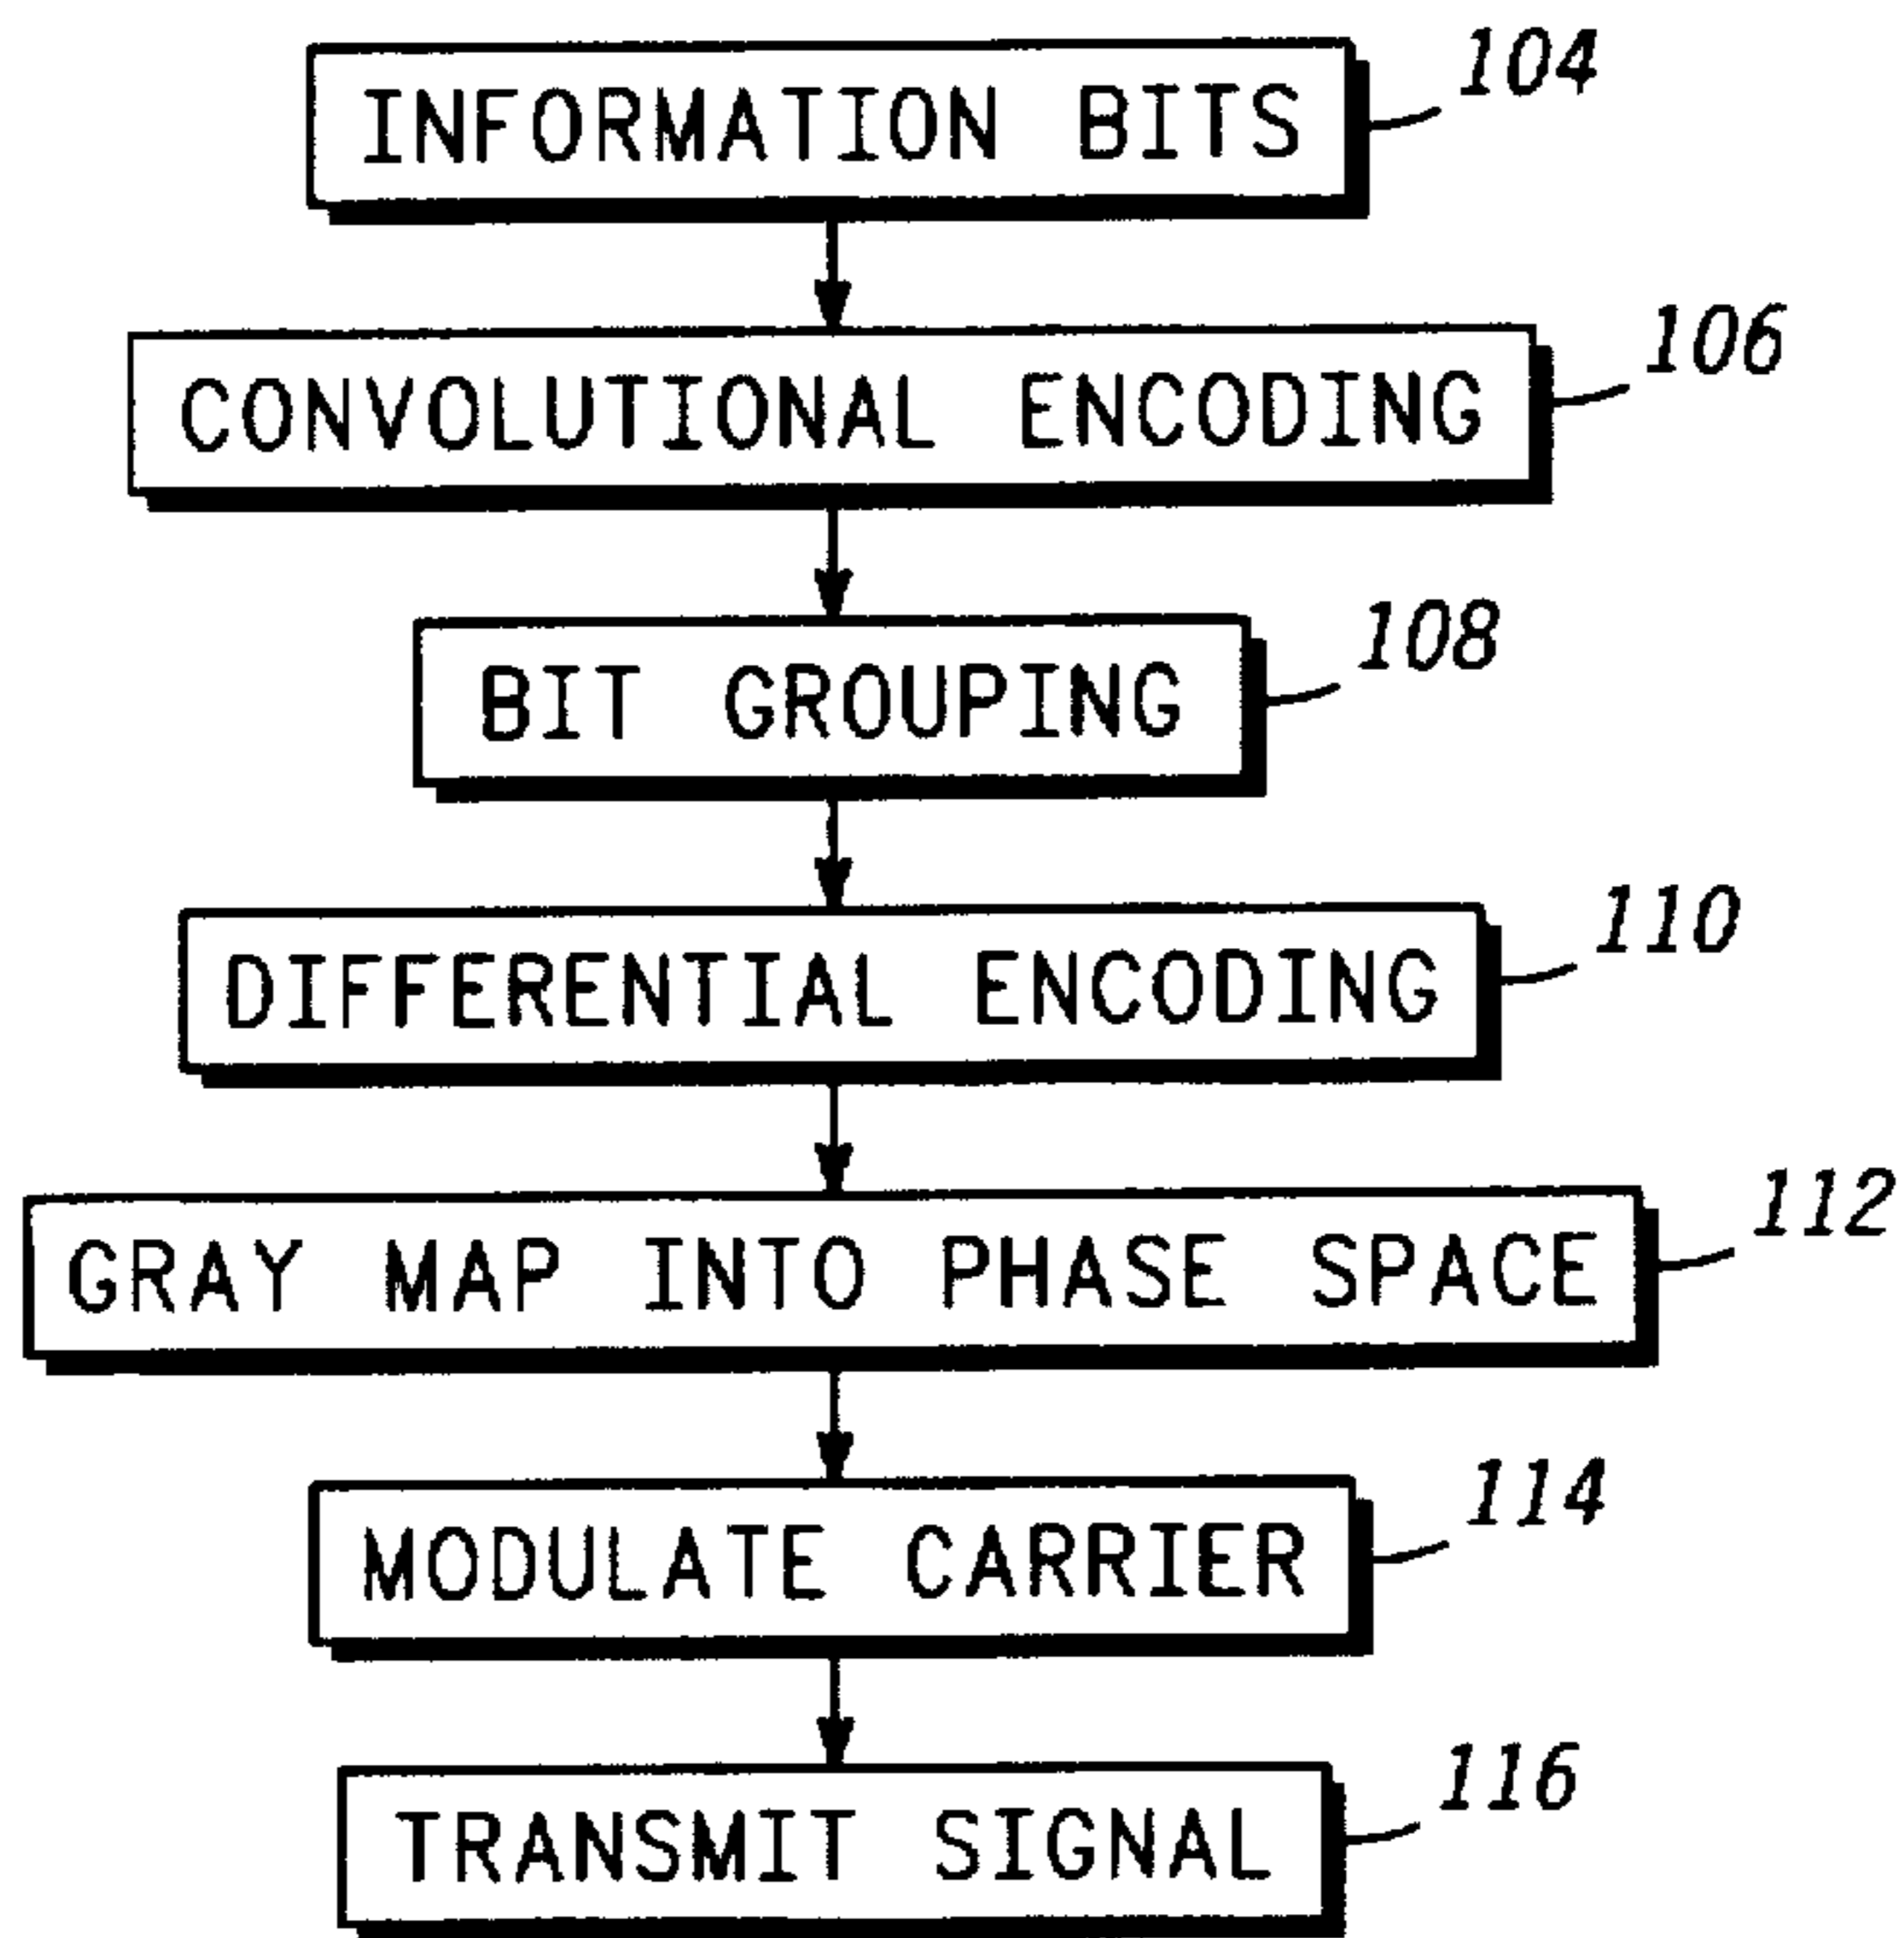 104
INFORMATION BITS
106
CONVOLUTIONAL ENCODING
108
BIT GROUPING
110
DIFFERENTIAL ENCODING
112
GRAY MAP INTO PHASE SPACE
114
MODULATE CARRIER
116
TRANSMIT SIGNAL